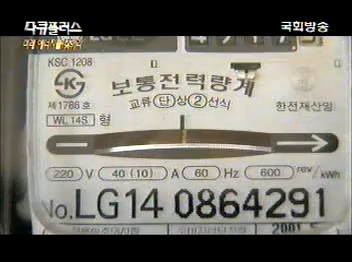 다큐플러스 국회방송
KSC 1208
보통전력량계
제1786호 교류 단 상 2 선식 한전재산망
WL 14S 형
220 V 40 (10) A 60 Hz 600 rev/kWh
No. LG14 0864291